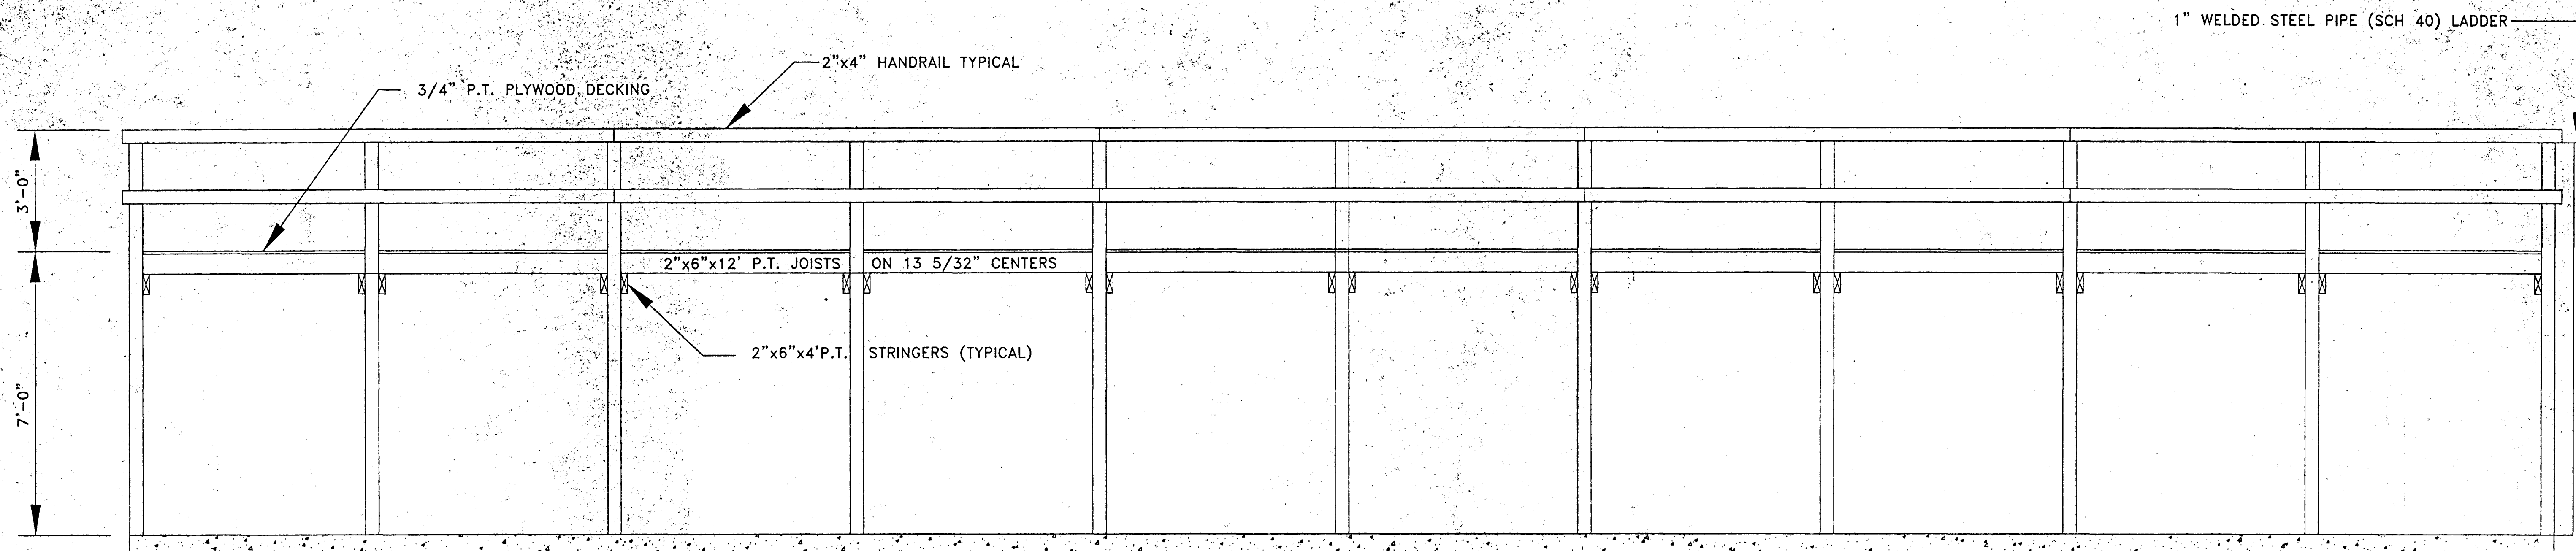 1" WELDED STEEL PIPE (SCH 40) LADDER
2"x4" HANDRAIL TYPICAL
3/4" P.T. PLYWOOD DECKING
3'-0"
2"x6"x12' P.T. JOISTS ON 13 5/32" CENTERS
2"x6"x4'P.T. STRINGERS (TYPICAL)
7'-0"